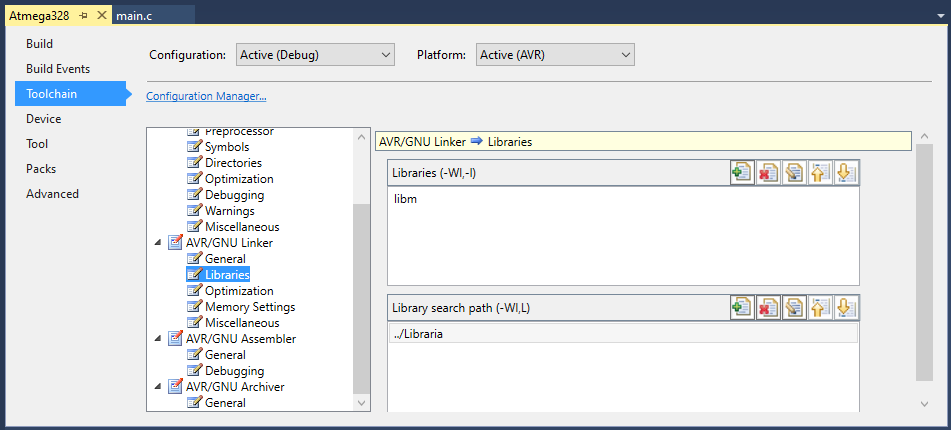 Atmega328 main.c
Build
Build Events
Toolchain
Device
Tool
Packs
Advanced
Configuration: Active (Debug) Platform: Active (AVR)
Configuration Manager...
Preprocessor
Symbols
Directories
Optimization
Debugging
Warnings
Miscellaneous
AVR/GNU Linker
General
Libraries
Optimization
Memory Settings
Miscellaneous
AVR/GNU Assembler
General
Debugging
AVR/GNU Archiver
General
AVR/GNU Linker Libraries
Libraries (-Wl,-l)
libm
Library search path (-Wl,L)
../Libraria